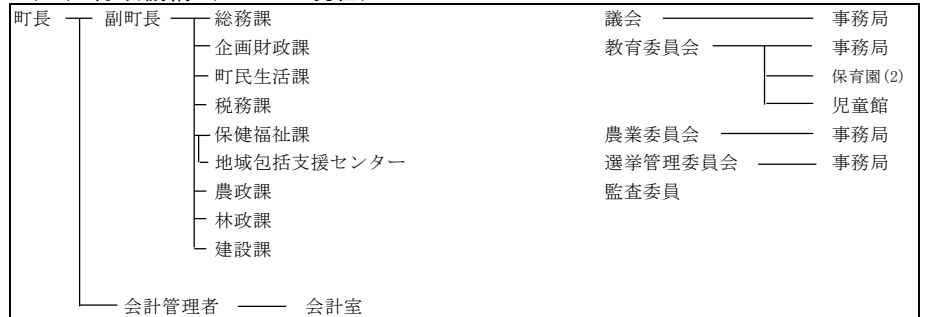 町長 副町長 総務課 議会 事務局
企画財政課 教育委員会 事務局
町民生活課 保育園(2)
税務課 児童館
保健福祉課 農業委員会 事務局
地域包括支援センター 選挙管理委員会 事務局
農政課 監査委員
林政課
建設課
会計管理者 会計室